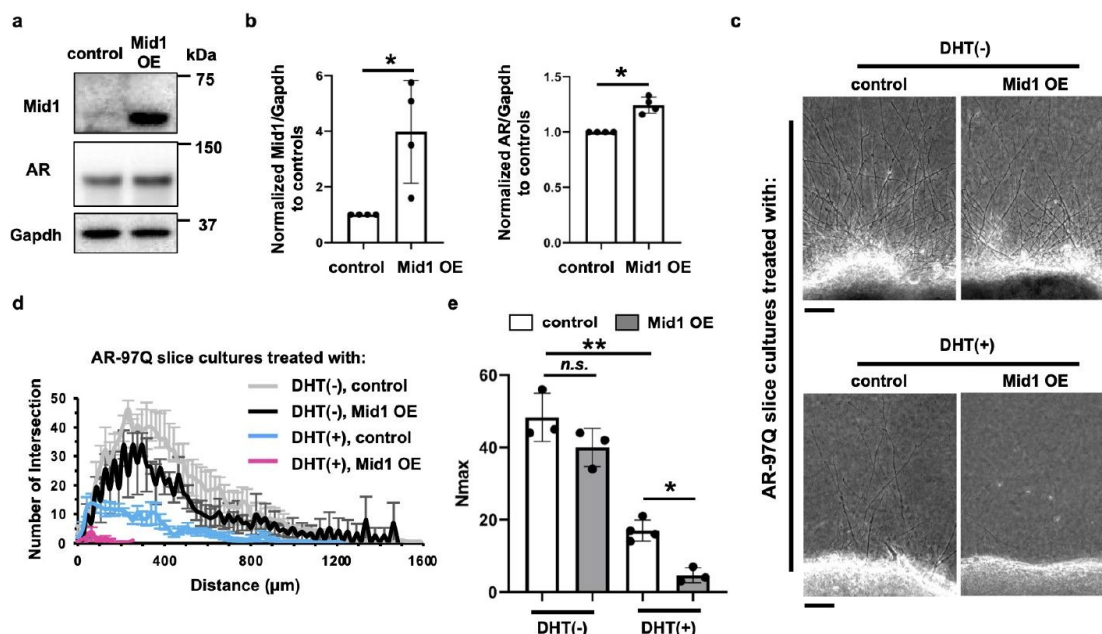 a
control
Mid1
OE
kDa
Mid1
75
AR
150
Gapdh
37
b
Normalized Mid1/Gapdh
to controls
6
4
2
0
*
control
Mid1 OE
Normalized AR/Gapdh
to controls
1.5
1.0
0.5
0.0
*
control
Mid1 OE
c
AR-97Q slice cultures treated with:
DHT(-)
control
Mid1 OE
DHT(+)
control
Mid1 OE
d
AR-97Q slice cultures treated with:
DHT(-), control
DHT(-), Mid1 OE
DHT(+), control
DHT(+), Mid1 OE
Number of Intersection
50
40
30
20
10
0
0
400
800
1200
1600
Distance (μm)
e
control
Mid1 OE
**
n.s.
*
Nmax
60
40
20
0
DHT(-)
DHT(+)